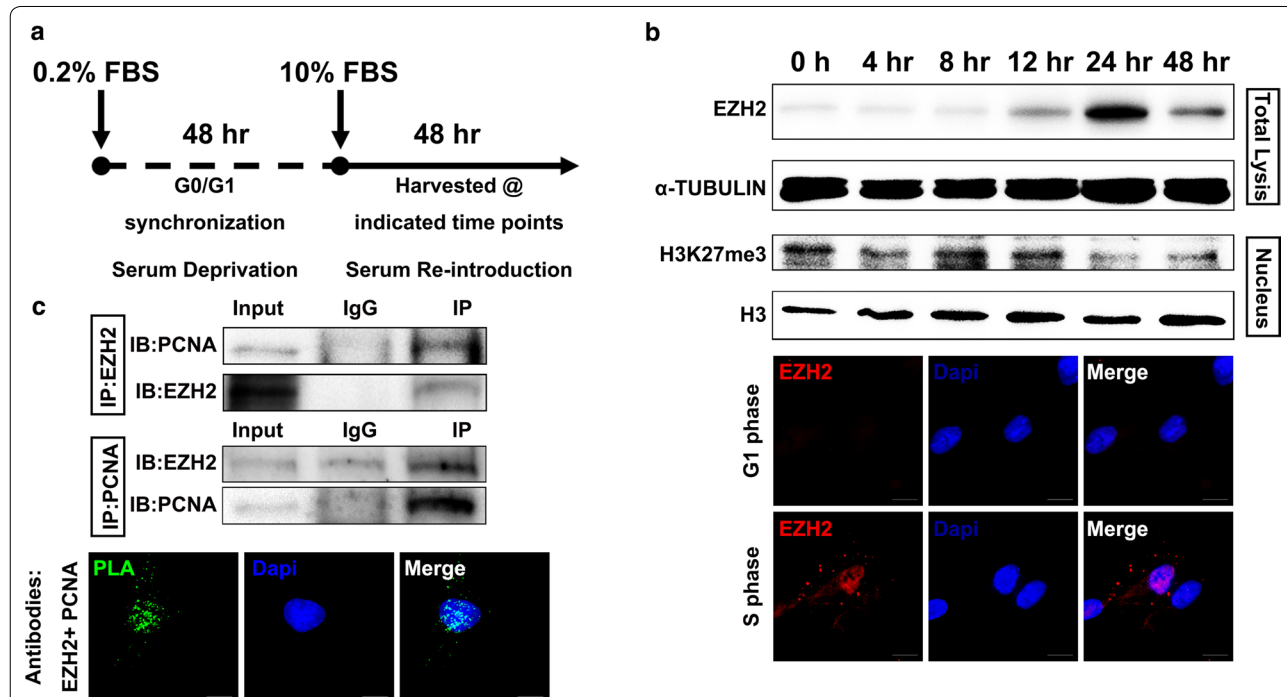 a
0.2% FBS
10% FBS
48 hr
48 hr
G0/G1
Harvested @
synchronization
indicated time points
Serum Deprivation
Serum Re-introduction
b
0 h 4 hr 8 hr 12 hr 24 hr 48 hr
EZH2
α-TUBULIN
Total Lysis
H3K27me3
H3
Nucleus
EZH2 Dapi Merge
G1 phase
EZH2 Dapi Merge
S phase
c
Input IgG IP
IP:EZH2
IB:PCNA
IB:EZH2
Input IgG IP
IP:PCNA
IB:EZH2
IB:PCNA
Antibodies:
EZH2+ PCNA
PLA Dapi Merge